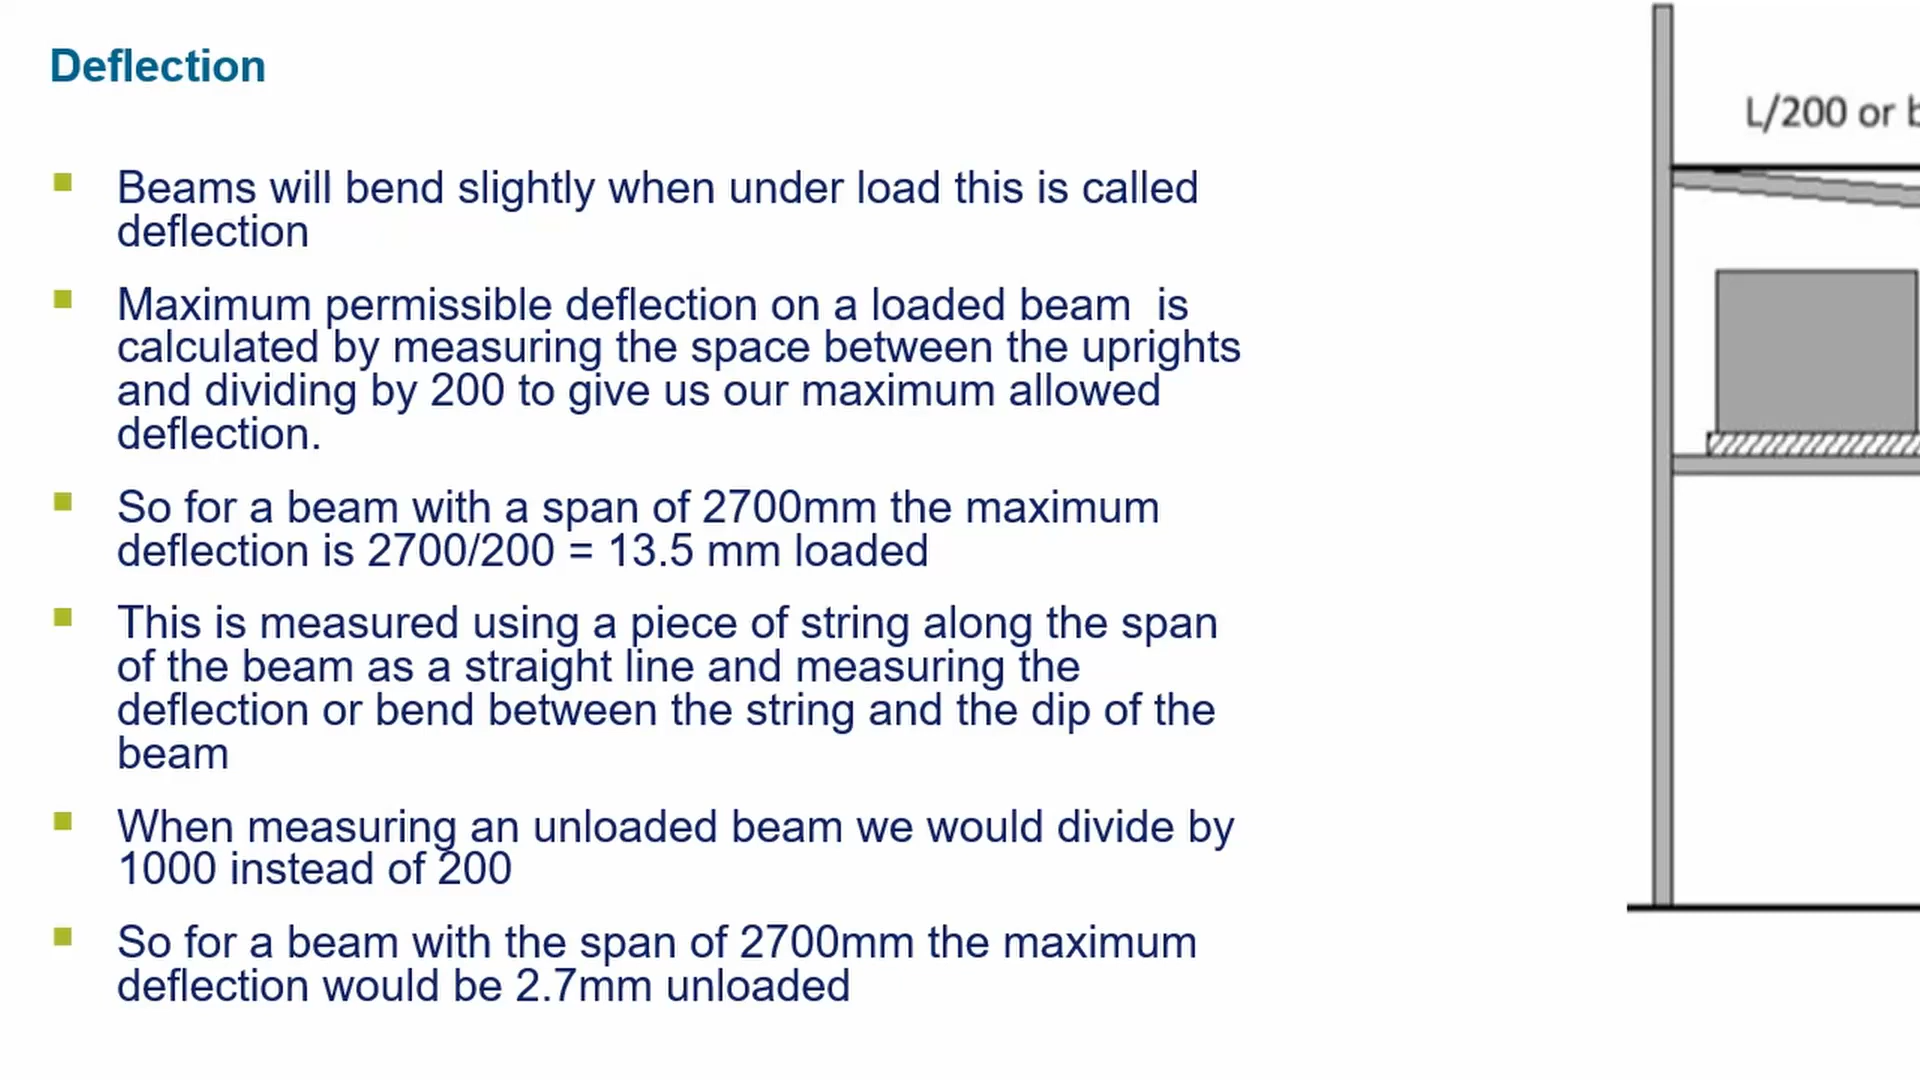 Deflection
Beams will bend slightly when under load this is called
deflection
Maximum permissible deflection on a loaded beam  is
calculated by measuring the space between the uprights
and dividing by 200 to give us our maximum allowed
deflection.
So for a beam with a span of 2700mm the maximum
deflection is 2700/200 = 13.5 mm loaded
This is measured using a piece of string along the span
of the beam as a straight line and measuring the
deflection or bend between the string and the dip of the
beam
When measuring an unloaded beam we would divide by
1000 instead of 200
So for a beam with the span of 2700mm the maximum
deflection would be 2.7mm unloaded
L/200 or